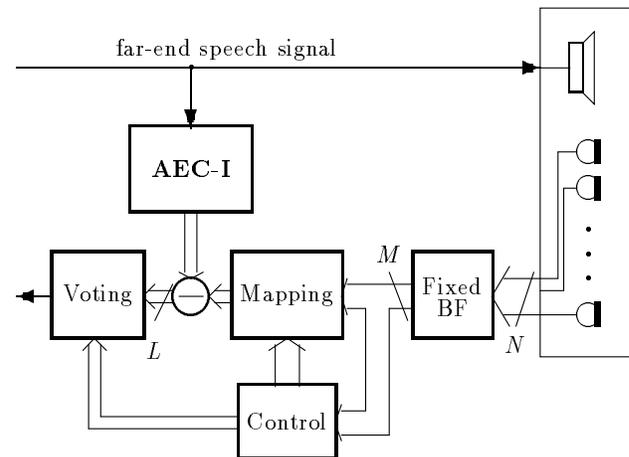 far-end speech signal
AEC-I
Voting
Mapping
M
Fixed
BF
L
N
Control